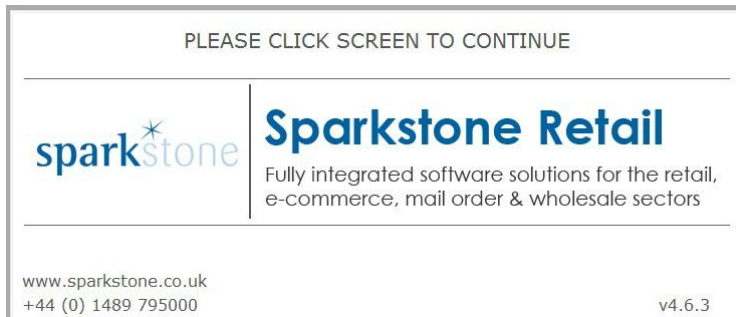 PLEASE CLICK SCREEN TO CONTINUE
sparkstone
Sparkstone Retail
Fully integrated software solutions for the retail,
e-commerce, mail order & wholesale sectors
www.sparkstone.co.uk
+44 (0) 1489 795000
v4.6.3